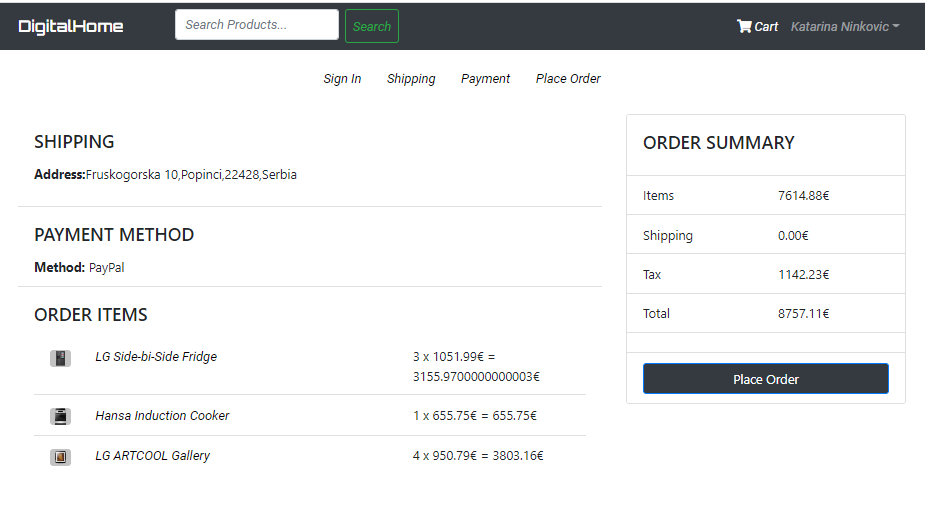 DigitalHome
Search Products...
Search
Cart
Katarina Ninkovic
Sign In Shipping Payment Place Order
SHIPPING
Address:Fruskogorska 10,Popinci,22428,Serbia
PAYMENT METHOD
Method: PayPal
ORDER ITEMS
LG Side-bi-Side Fridge
3 x 1051.99€ =
3155.9700000000003€
Hansa Induction Cooker
1 x 655.75€ = 655.75€
LG ARTCOOL Gallery
4 x 950.79€ = 3803.16€
ORDER SUMMARY
Items 7614.88€
Shipping 0.00€
Tax 1142.23€
Total 8757.11€
Place Order